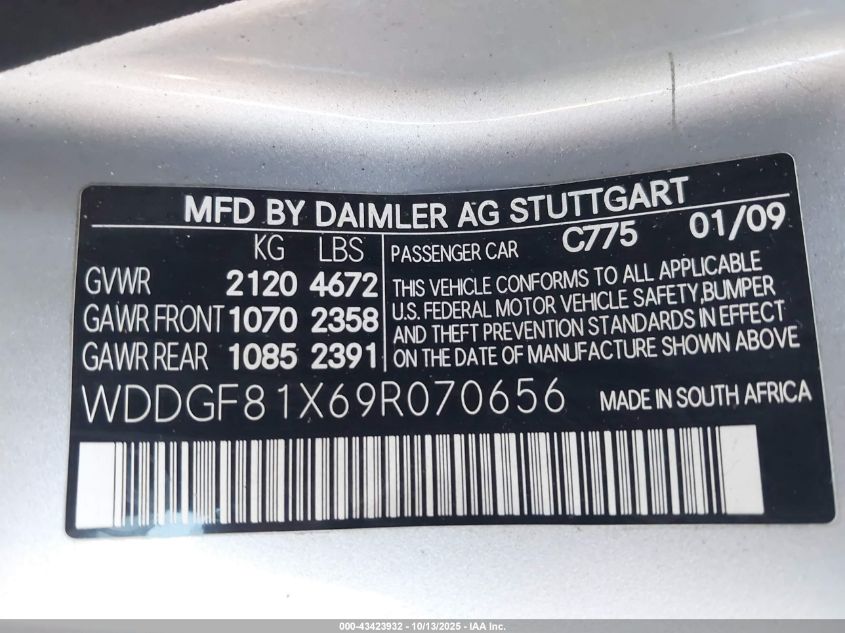 MFD BY DAIMLER AG STUTTGART
KG LBS PASSENGER CAR C775 01/09
GVWR 2120 4672
GAWR FRONT 1070 2358
GAWR REAR 1085 2391
THIS VEHICLE CONFORMS TO ALL APPLICABLE
U.S. FEDERAL MOTOR VEHICLE SAFETY,BUMPER
AND THEFT PREVENTION STANDARDS IN EFFECT
ON THE DATE OF MANUFACTURE SHOWN ABOVE
WDDGF81X69R070656 MADE IN SOUTH AFRICA
000-43423932 - 10/13/2025 - IAA Inc.